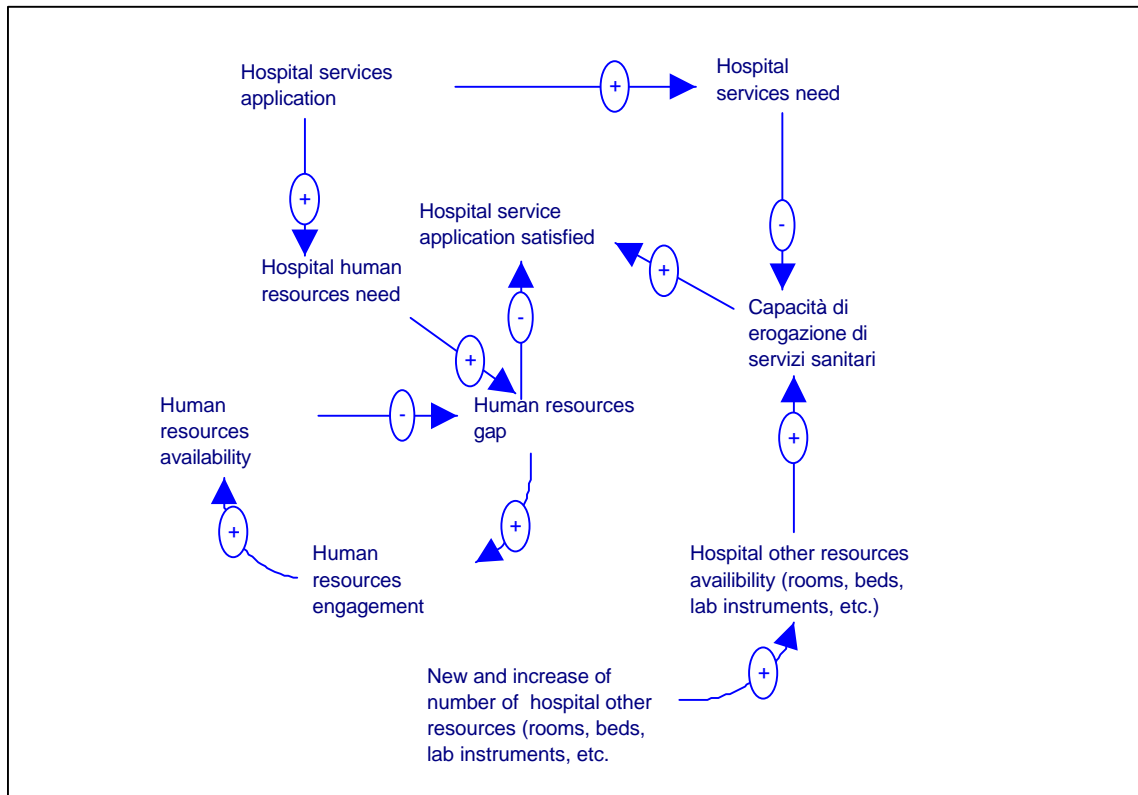 Hospital services
application
+
Hospital
services need
+
Hospital service
application satisfied
-
Hospital human
resources need
+
-
Capacità di
erogazione di
servizi sanitari
+
Human
resources
availability
-
Human resources
gap
+
+
+
Human
resources
engagement
Hospital other resources
availibility (rooms, beds,
lab instruments, etc.)
New and increase of
number of hospital other
resources (rooms, beds,
lab instruments, etc.
+